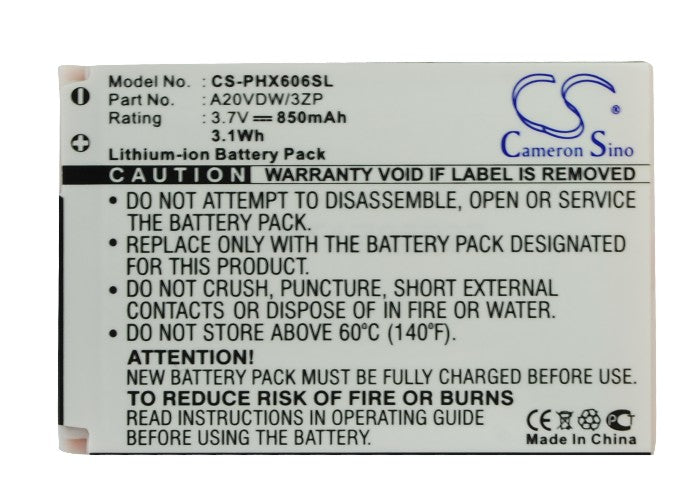 Model No. : CS-PHX606SL
Part No. : A20VDW/3ZP
Rating : 3.7V 850mAh
3.1Wh
Lithium-ion Battery Pack
CS
Cameron Sino
CAUTION WARRANTY VOID IF LABEL IS REMOVED
• DO NOT ATTEMPT TO DISASSEMBLE, OPEN OR SERVICE
THE BATTERY PACK.
• REPLACE ONLY WITH THE BATTERY PACK DESIGNATED
FOR THIS PRODUCT.
• DO NOT CRUSH, PUNCTURE, SHORT EXTERNAL
CONTACTS OR DISPOSE OF IN FIRE OR WATER.
• DO NOT STORE ABOVE 60°C (140°F).
ATTENTION!
NEW BATTERY PACK MUST BE FULLY CHARGED BEFORE USE
TO REDUCE RISK OF FIRE OR BURNS
READ INSTRUCTIONS IN OPERATING GUIDE
BEFORE USING THE BATTERY.
CE
Made In China